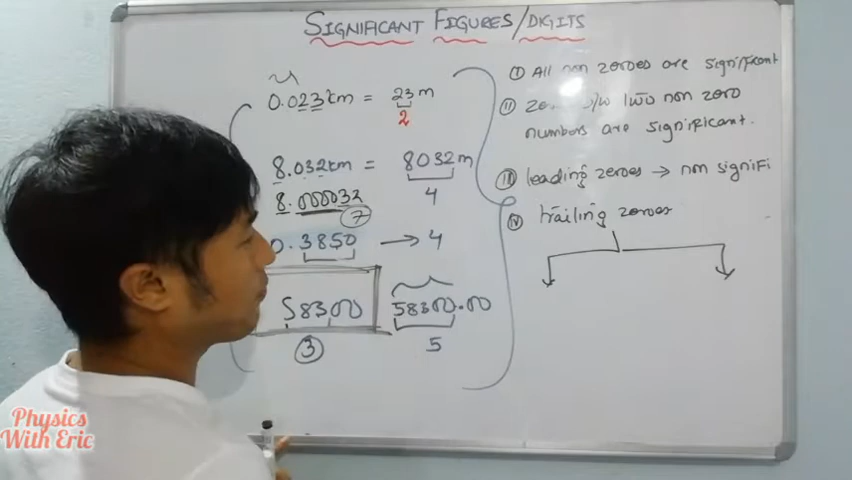 SIGNIFICANT FIGURES/DIGITS
0.023km = 23m
2
8.032km = 8032m
4
8.00000032
7
0.3850 → 4
58300
3
58300.00
5
I All non zeroes are significant
II two non zero
numbers are significant.
III leading zeroes → non signifi
IV trailing zeroes
Physics
With Eric